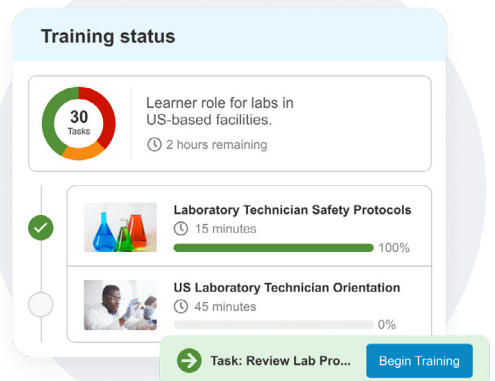 Training status
30
Tasks
Learner role for labs in
US-based facilities.
2 hours remaining
Laboratory Technician Safety Protocols
15 minutes
100%
US Laboratory Technician Orientation
45 minutes
0%
Task: Review Lab Pro...
Begin Training